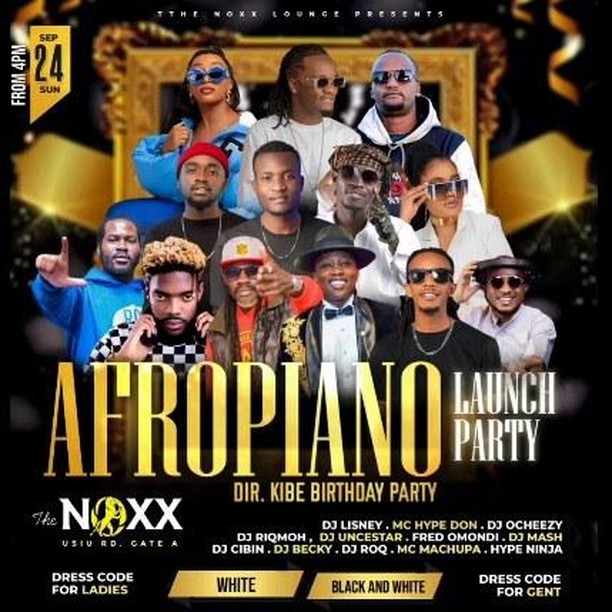 TTHE NOXX LOUNGE PRESENTS
FROM 4PM
SEP
24
SUN
AFROPIANO
LAUNCH
PARTY
DIR. KIBE BIRTHDAY PARTY
The NOXX
USIU RD. GATE A
DJ LISNEY . MC HYPE DON . DJ OCHEEZY
DJ RIQMOH , DJ UNCESTAR . FRED OMONDI . DJ MASH
DJ CIBIN . DJ BECKY . DJ ROQ . MC MACHUPA . HYPE NINJA
DRESS CODE
FOR LADIES
WHITE
BLACK AND WHITE
DRESS CODE
FOR GENT